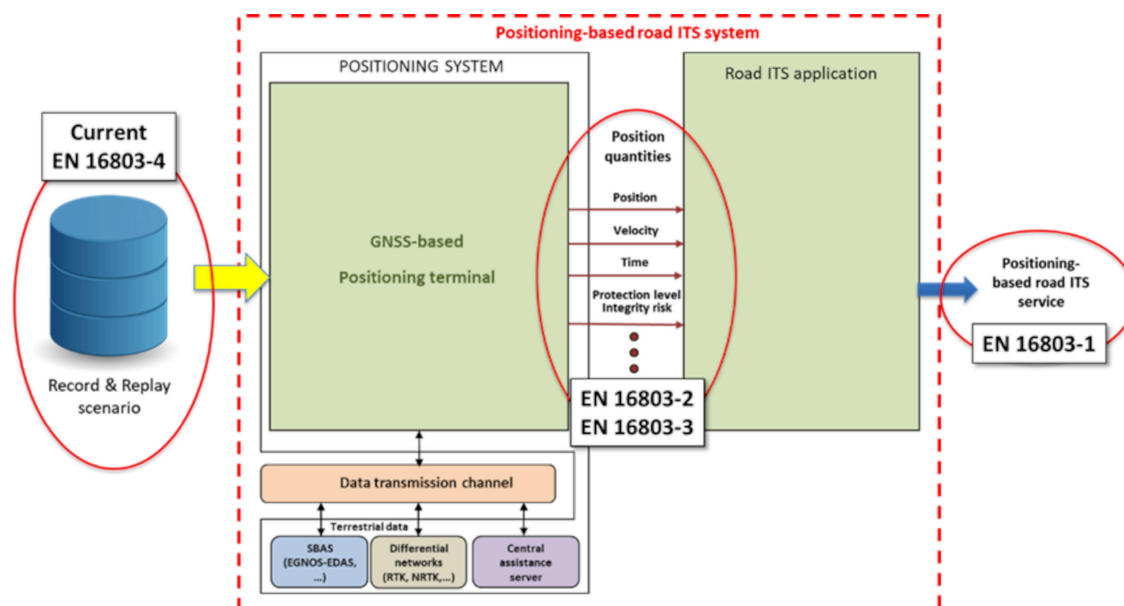 Positioning-based road ITS system
POSITIONING SYSTEM
Road ITS application
Current
EN 16803-4
Record & Replay
scenario
GNSS-based
Positioning terminal
Position
quantities
Position
Velocity
Time
Protection level
Integrity risk
EN 16803-2
EN 16803-3
Positioning-
based road ITS
service
EN 16803-1
Data transmission channel
Terrestrial data
SBAS
(EGNOS-EDAS,
...)
Differential
networks
(RTK, NRTK,...)
Central
assistance
server